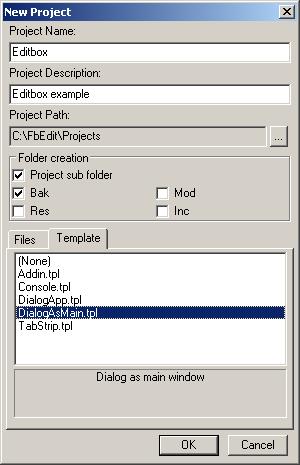 New Project
Project Name:
Editbox
Project Description:
Editbox example
Project Path:
C:\FbEdit\Projects
...
Folder creation
Project sub folder
Bak Mod
Res Inc
Files Template
(None)
Addin.tpl
Console.tpl
DialogApp.tpl
DialogAsMain.tpl
TabStrip.tpl
Dialog as main window
OK Cancel